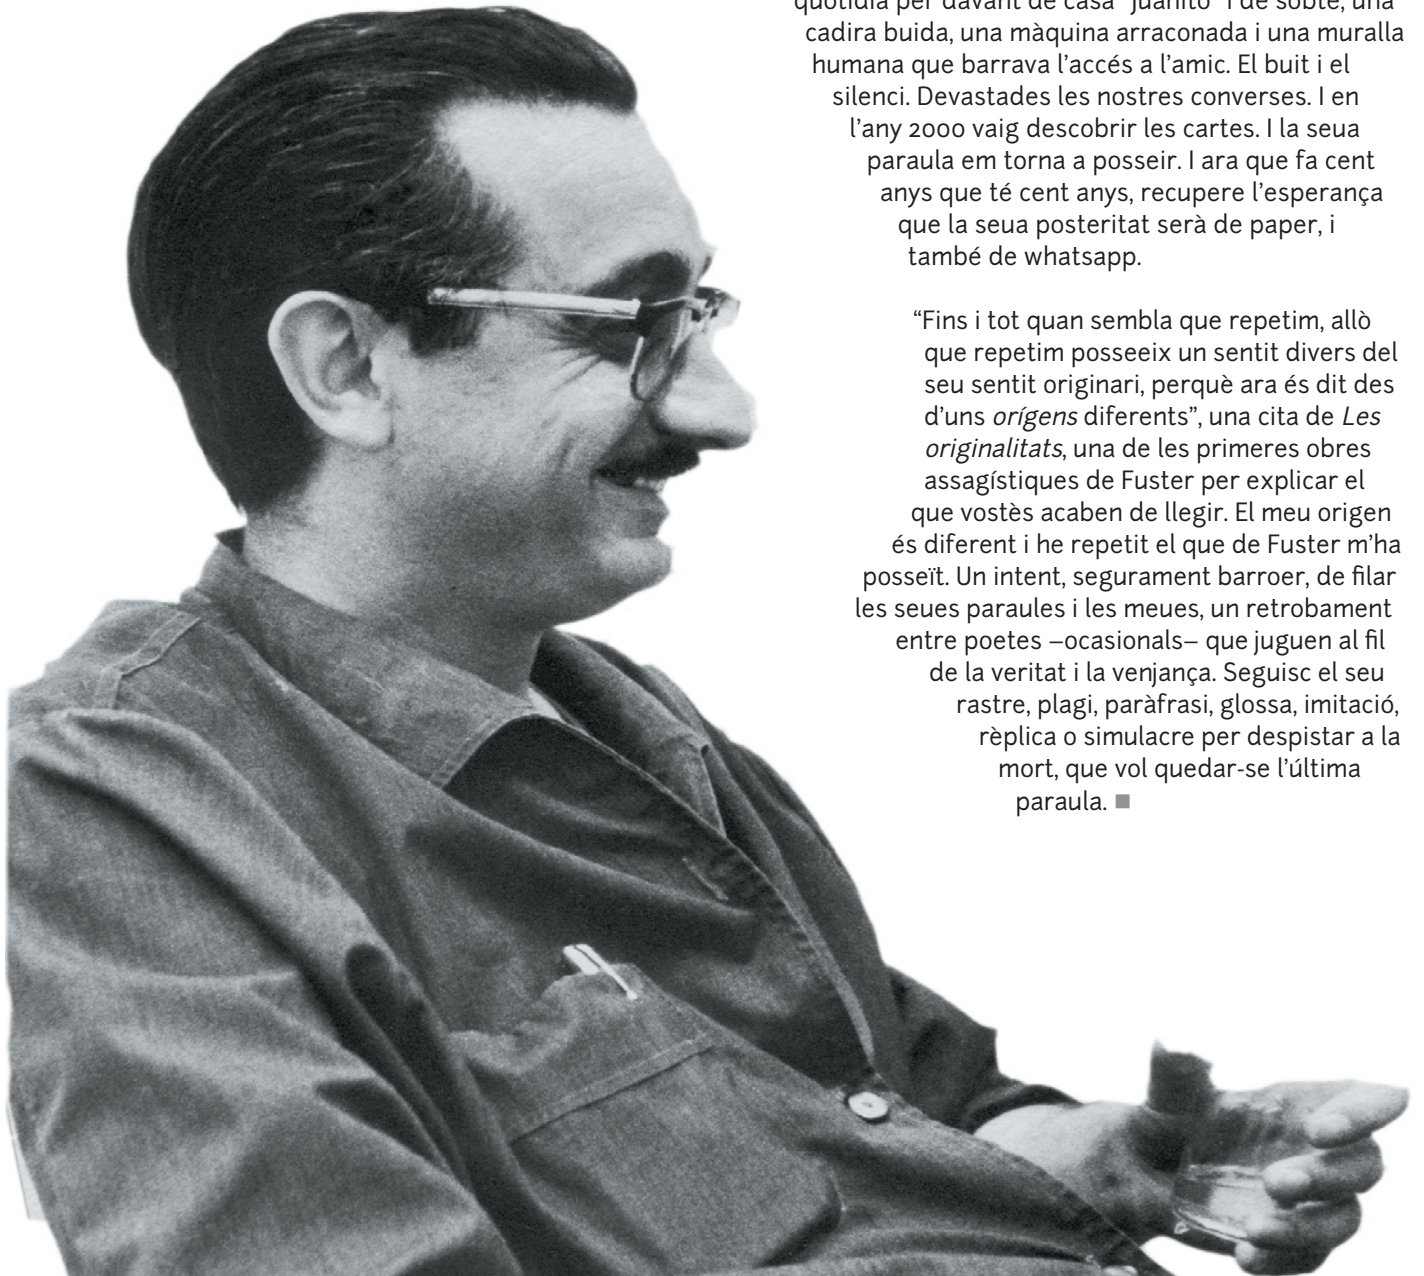 quotidià per davant de casa “Juanito” i de sobte, una
cadira buida, una màquina arraconada i una muralla
humana que barrava l’accés a l’amic. El buit i el
silenci. Devastades les nostres converses. I en
l’any 2000 vaig descobrir les cartes. I la seua
paraula em torna a posseir. I ara que fa cent
anys que té cent anys, recupere l’esperança
que la seua posteritat serà de paper, i
també de whatsapp.
“Fins i tot quan sembla que repetim, allò
que repetim posseeix un sentit divers del
seu sentit originari, perquè ara és dit des
d’uns orígens diferents”, una cita de Les
originalitats, una de les primeres obres
assagístiques de Fuster per explicar el
que vostès acaben de llegir. El meu origen
és diferent i he repetit el que de Fuster m’ha
posseït. Un intent, segurament barroer, de filar
les seues paraules i les meues, un retrobament
entre poetes –ocasionals– que juguen al fil
de la veritat i la venjança. Seguisc el seu
rastre, plagi, paràfrasi, glossa, imitació,
rèplica o simulacre per despistar a la
mort, que vol quedar-se l’última
paraula. ■